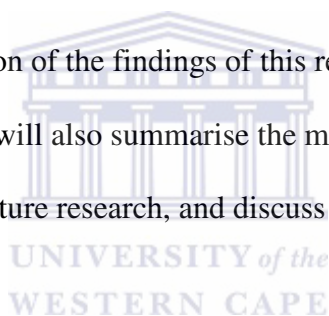 on of the findings of this re
will also summarise the m
ture research, and discuss
UNIVERSITY of the
WESTERN CAPE